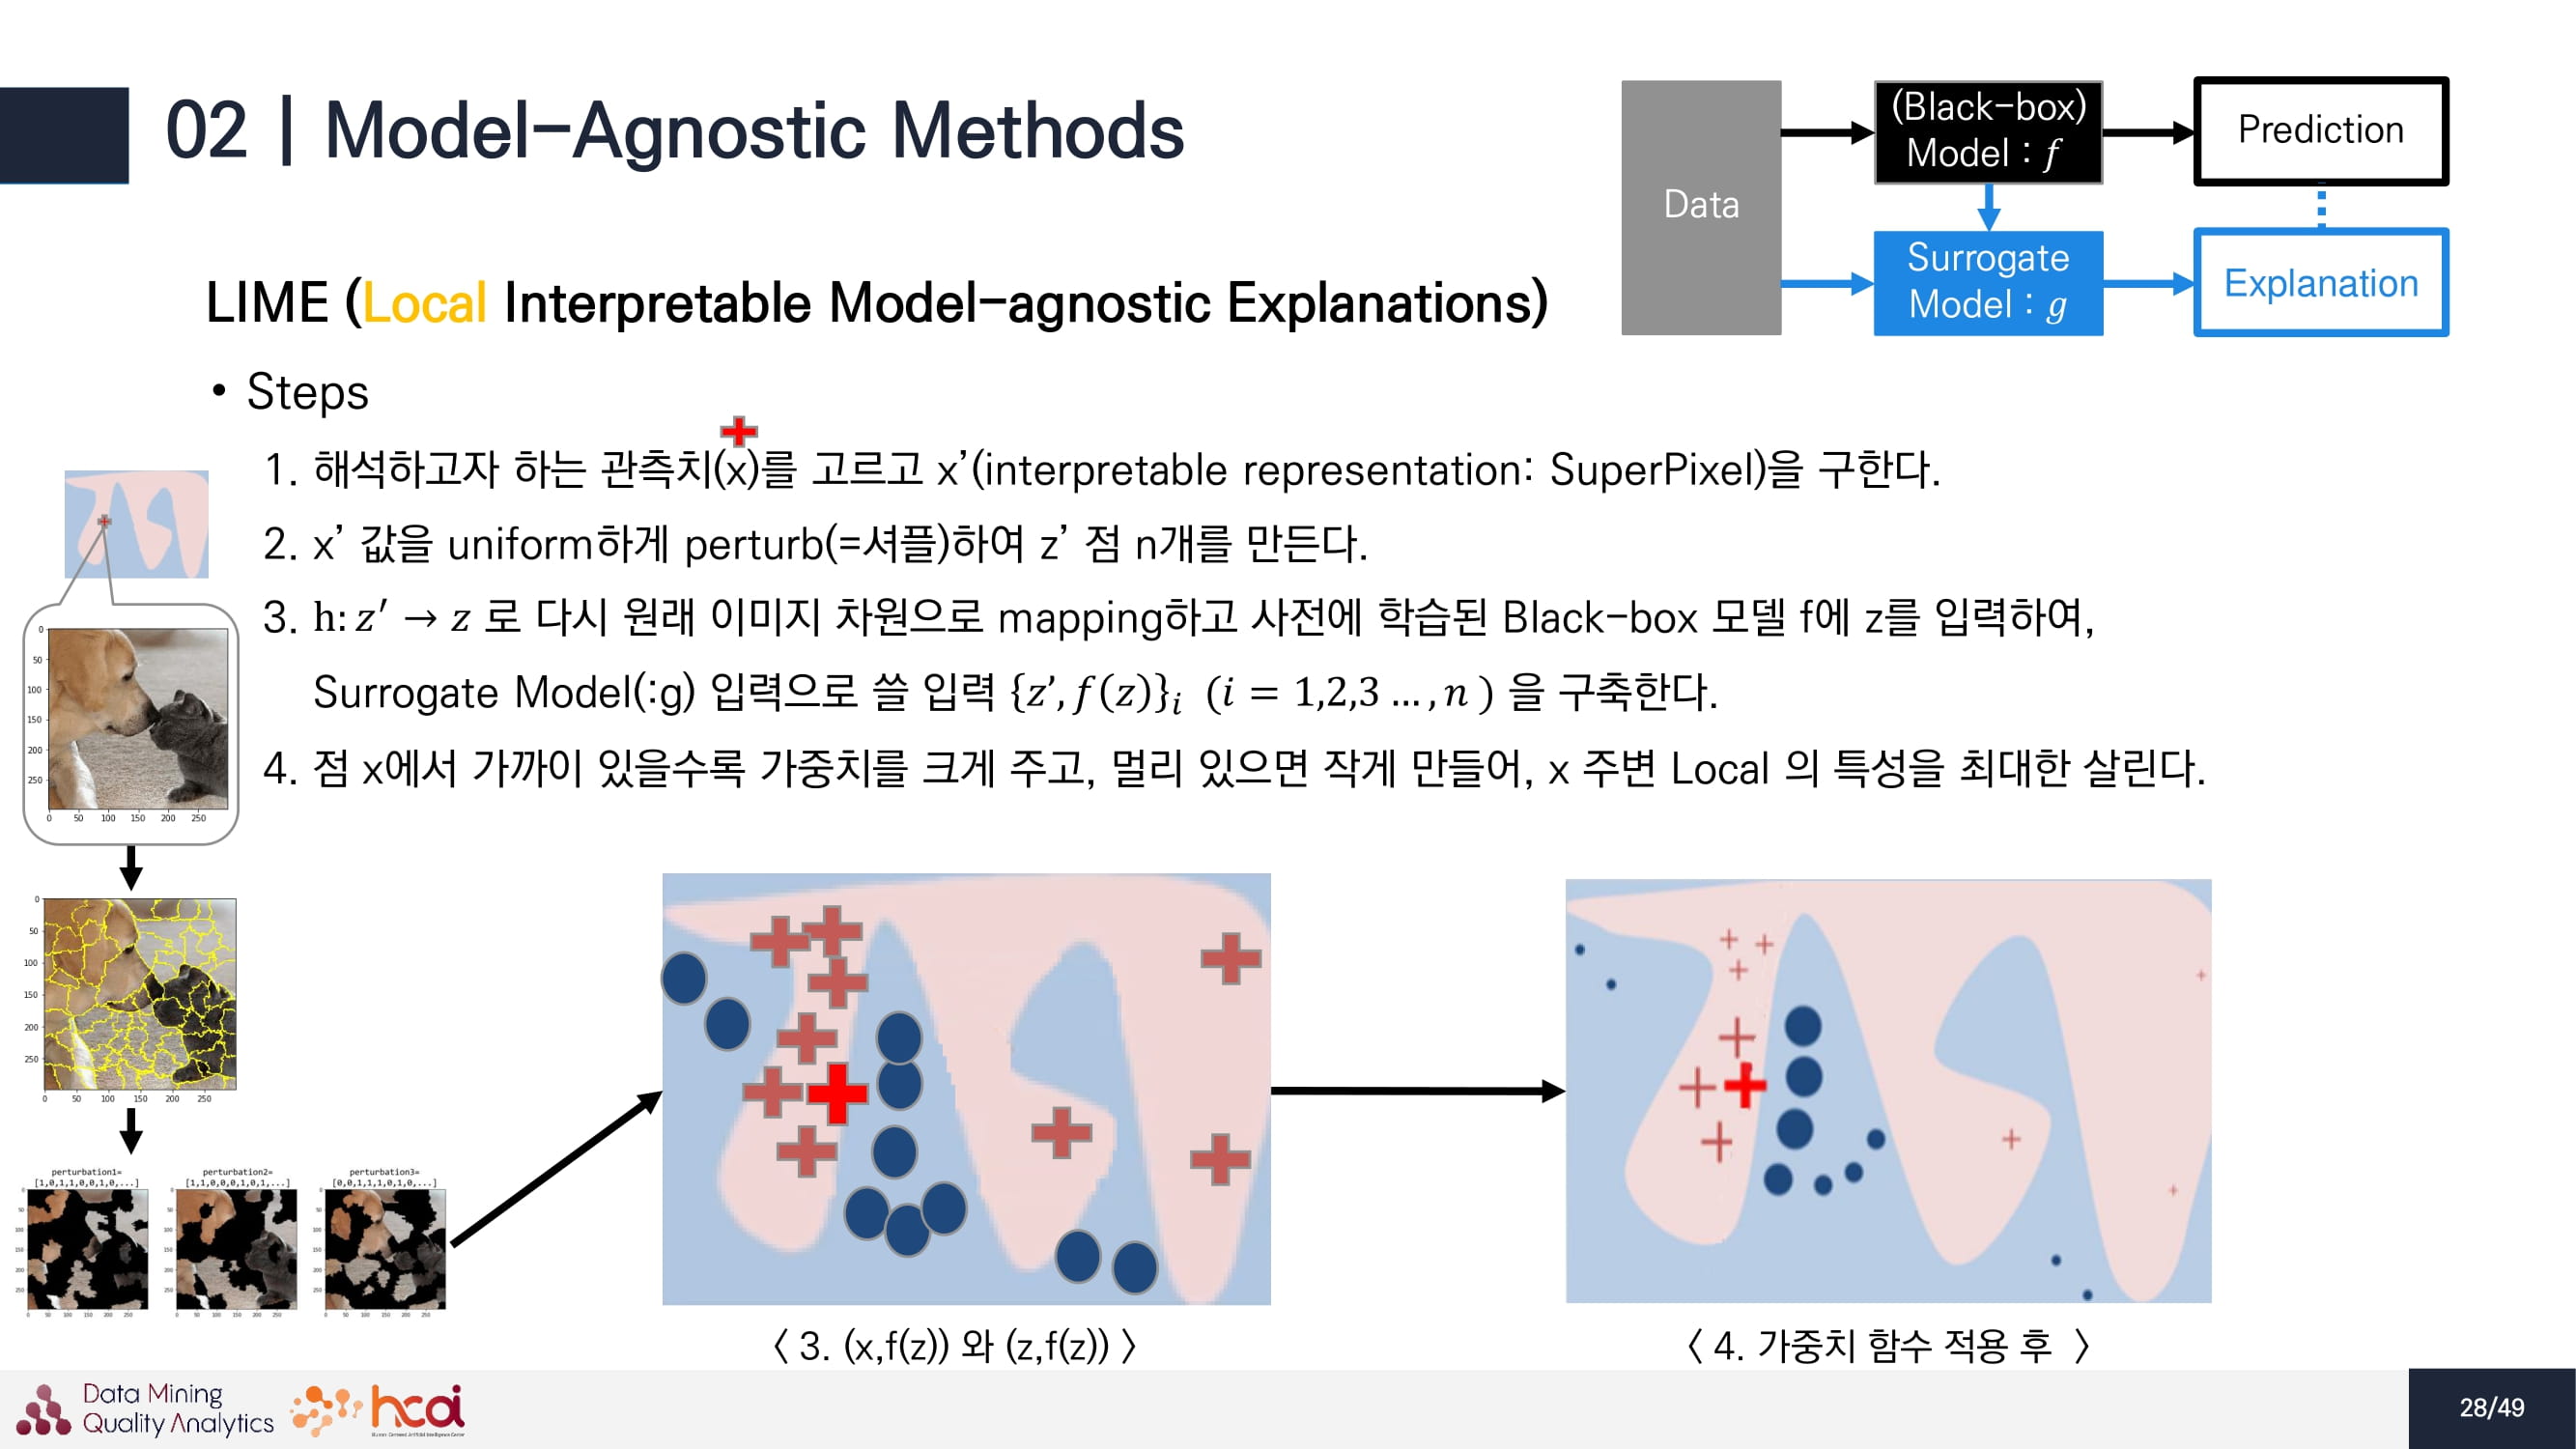 02 | Model-Agnostic Methods
(Black-box)
Model : f
Prediction
Data
Surrogate
Model : g
Explanation
LIME (Local Interpretable Model-agnostic Explanations)
• Steps
1. 해석하고자 하는 관측치(x)를 고르고 x’(interpretable representation: SuperPixel)을 구한다.
2. x’ 값을 uniform하게 perturb(=셔플)하여 z’ 점 n개를 만든다.
3. h: z′ → z 로 다시 원래 이미지 차원으로 mapping하고 사전에 학습된 Black-box 모델 f에 z를 입력하여,
Surrogate Model(:g) 입력으로 쓸 입력 {z’, f(z)}i (i = 1,2,3 … , n ) 을 구축한다.
4. 점 x에서 가까이 있을수록 가중치를 크게 주고, 멀리 있으면 작게 만들어, x 주변 Local 의 특성을 최대한 살린다.
0
50
100
150
200
250
0 50 100 150 200 250
0
50
100
150
200
250
0 50 100 150 200 250
perturbation1=
[1,0,1,1,0,0,1,0,...]
perturbation2=
[1,1,0,0,0,1,0,1,...]
perturbation3=
[0,0,1,1,1,0,1,0,...]
< 3. (x,f(z)) 와 (z,f(z)) >
< 4. 가중치 함수 적용 후 >
Data Mining
Quality Analytics
hcai
28/49